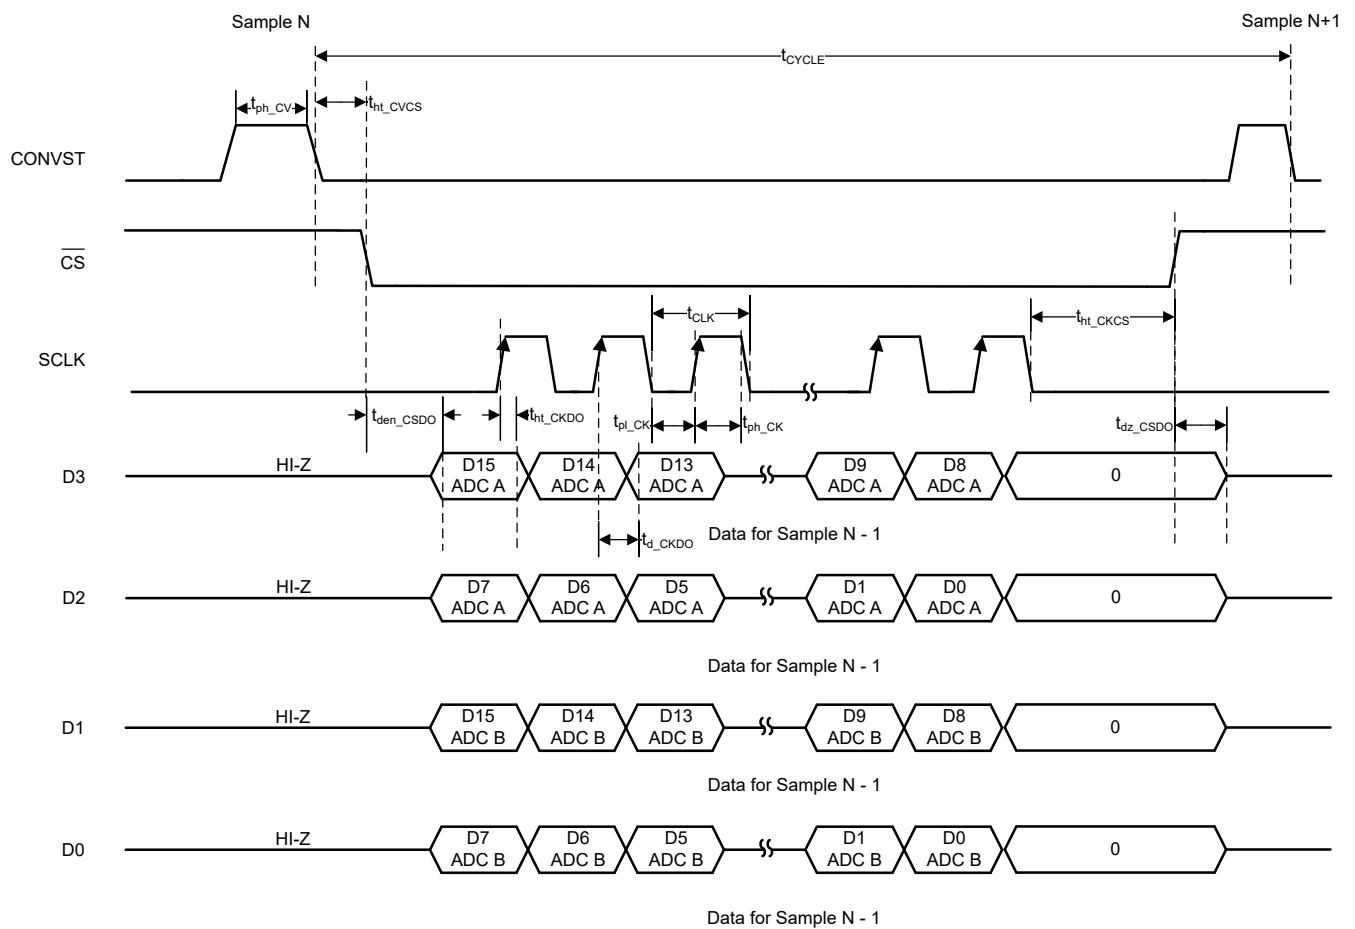 Sample N
Sample N+1
tCYCLE
tph_CV
tht_CVCS
CONVST
CS
tCLK
tht_CKCS
SCLK
tden_CSDO
tht_CKDO
tpl_CK
tph_CK
tdz_CSDO
D3
HI-Z
D15
ADC A
D14
ADC A
D13
ADC A
D9
ADC A
D8
ADC A
0
td_CKDO
Data for Sample N - 1
D2
HI-Z
D7
ADC A
D6
ADC A
D5
ADC A
D1
ADC A
D0
ADC A
0
Data for Sample N - 1
D1
HI-Z
D15
ADC B
D14
ADC B
D13
ADC B
D9
ADC B
D8
ADC B
0
Data for Sample N - 1
D0
HI-Z
D7
ADC B
D6
ADC B
D5
ADC B
D1
ADC B
D0
ADC B
0
Data for Sample N - 1